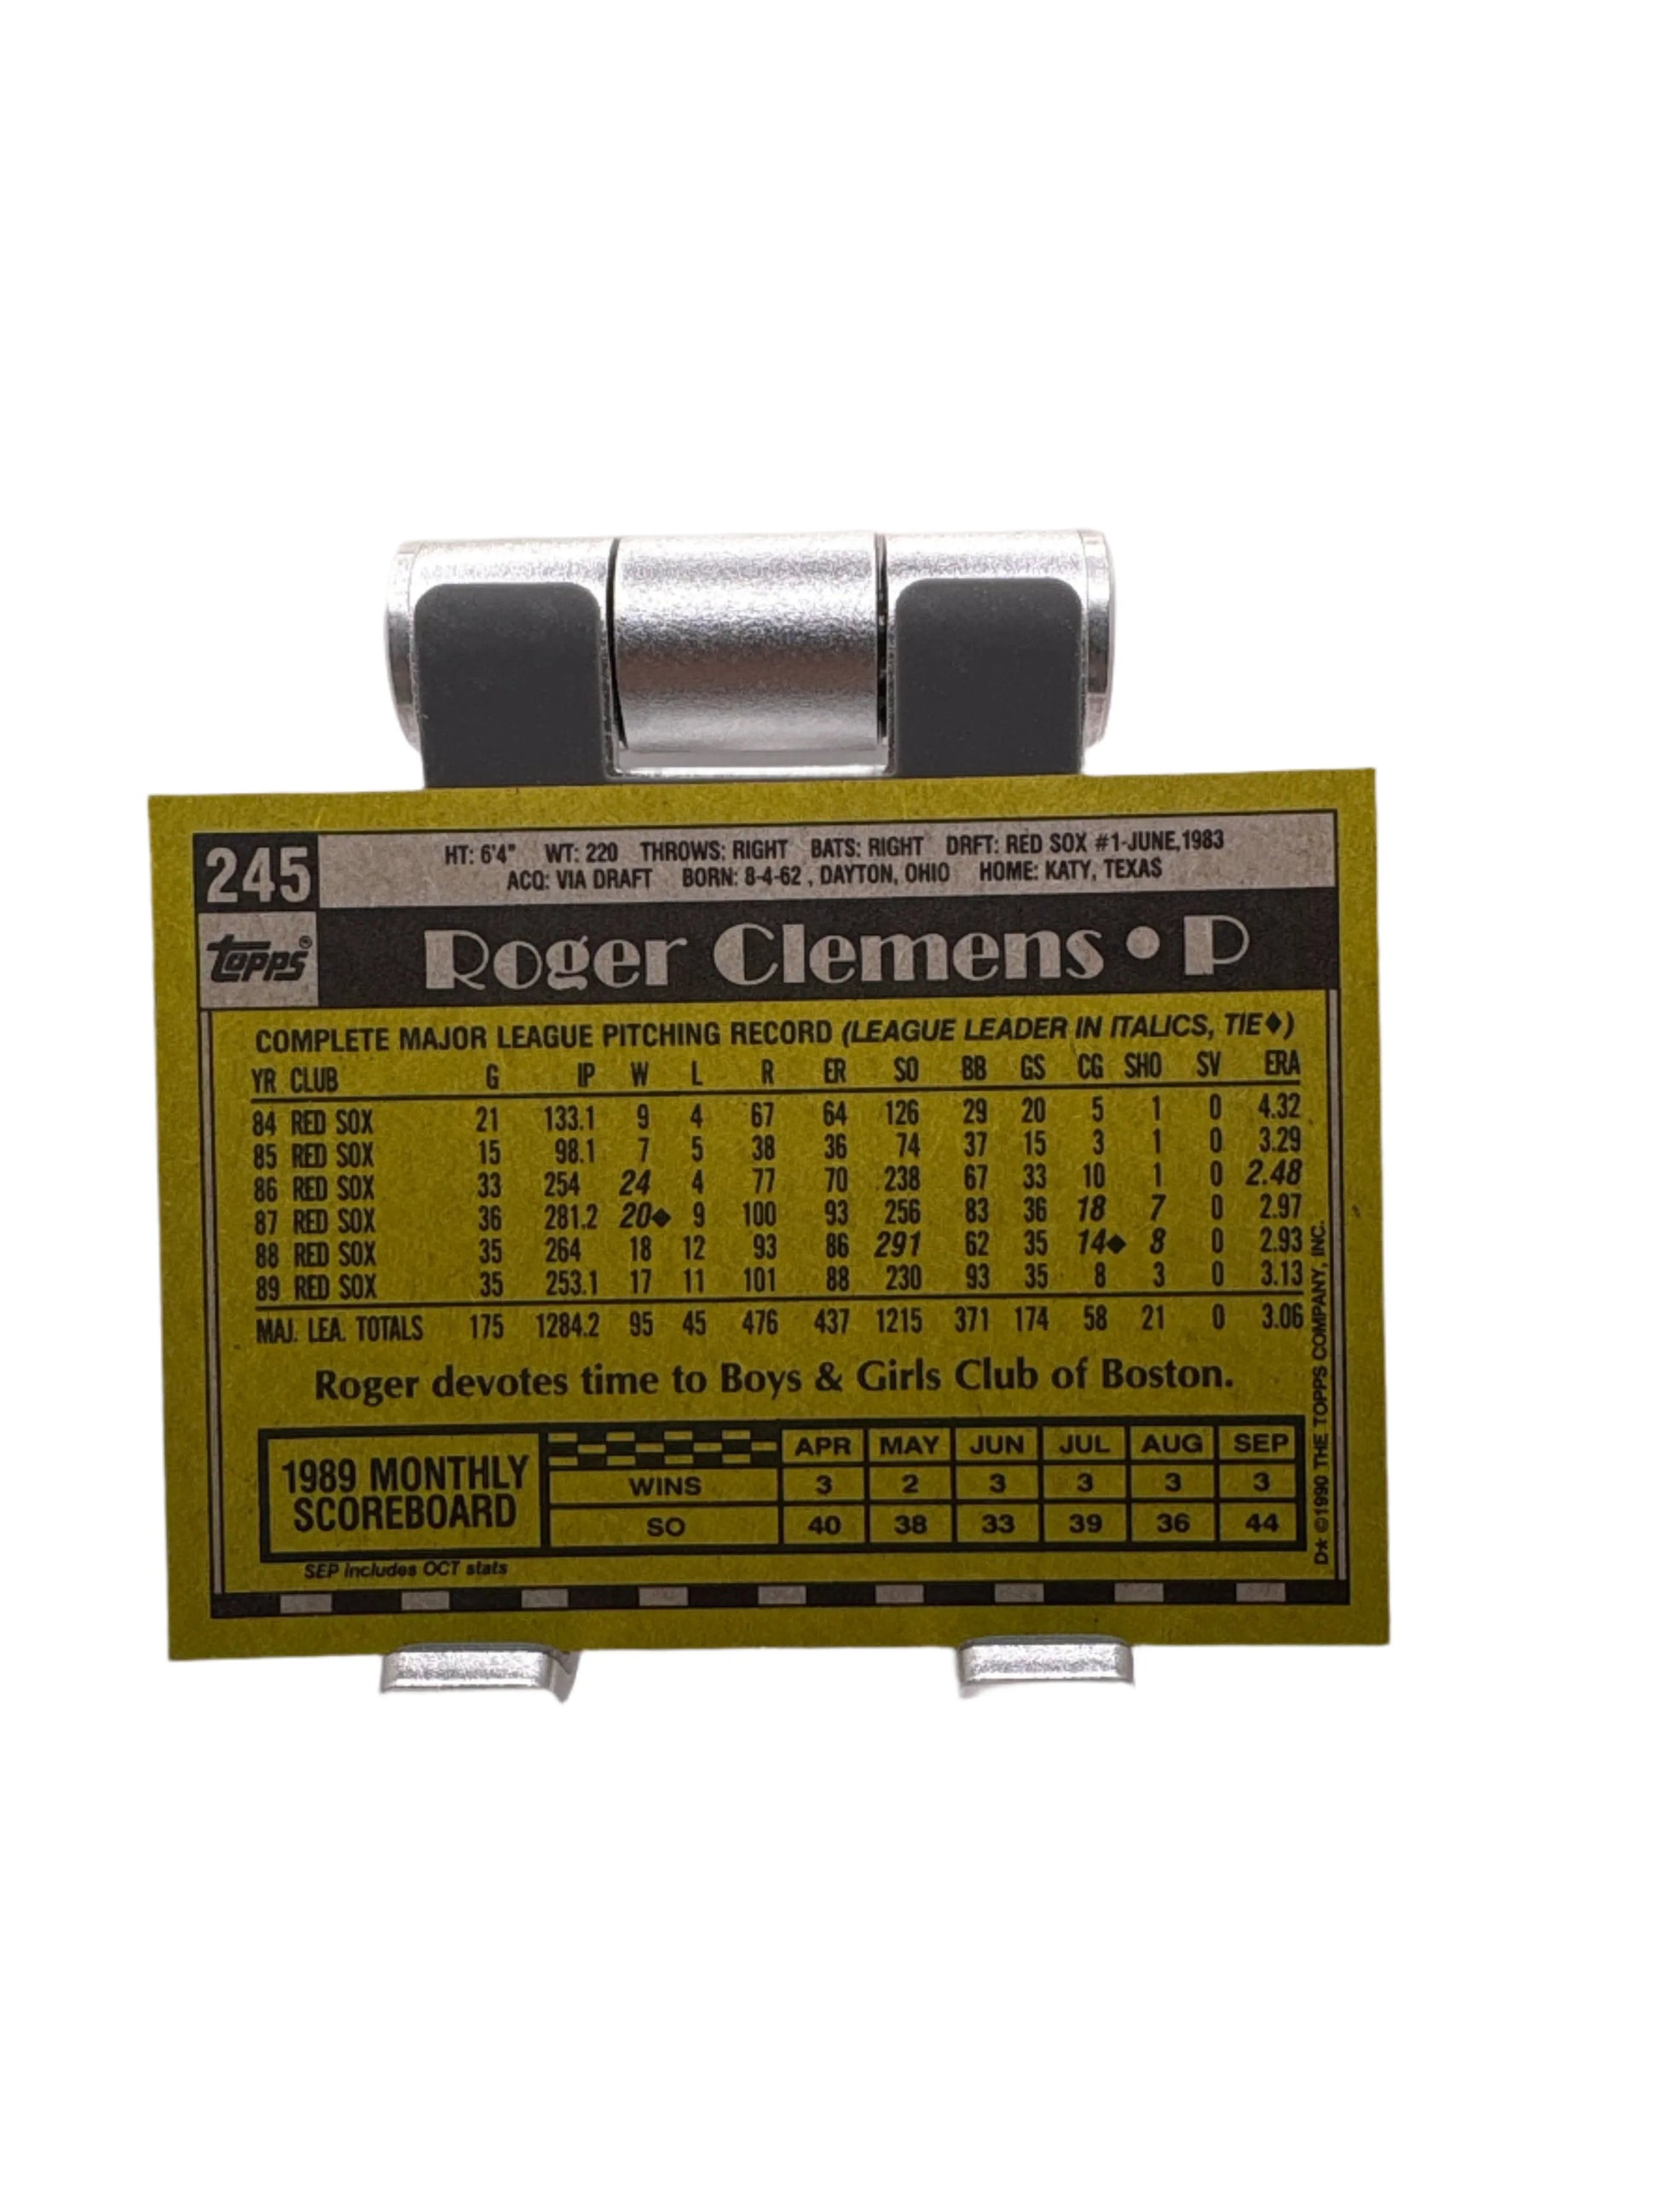 245
HT: 6'4" WT: 220 THROWS: RIGHT BATS: RIGHT DRFT: RED SOX #1-JUNE,1983
ACQ: VIA DRAFT BORN: 8-4-62 , DAYTON, OHIO HOME: KATY, TEXAS
Topps®
Roger Clemens • P
COMPLETE MAJOR LEAGUE PITCHING RECORD (LEAGUE LEADER IN ITALICS, TIE♦)
YR CLUB G IP W L R ER SO BB GS CG SHO SV ERA
84 RED SOX 21 133.1 9 4 67 64 126 29 20 5 1 0 4.32
85 RED SOX 15 98.1 7 5 38 36 74 37 15 3 1 0 3.29
86 RED SOX 33 254 24 4 77 70 238 67 33 10 1 0 2.48
87 RED SOX 36 281.2 20♦ 9 100 93 256 83 36 18 7 0 2.97
88 RED SOX 35 264 18 12 93 86 291 62 35 14♦ 8 0 2.93
89 RED SOX 35 253.1 17 11 101 88 230 93 35 8 3 0 3.13
MAJ. LEA. TOTALS 175 1284.2 95 45 476 437 1215 371 174 58 21 0 3.06
Roger devotes time to Boys & Girls Club of Boston.
1989 MONTHLY
SCOREBOARD
APR MAY JUN JUL AUG SEP
WINS 3 2 3 3 3 3
SO 40 38 33 39 36 44
SEP includes OCT stats
D* ©1990 THE TOPPS COMPANY, INC.